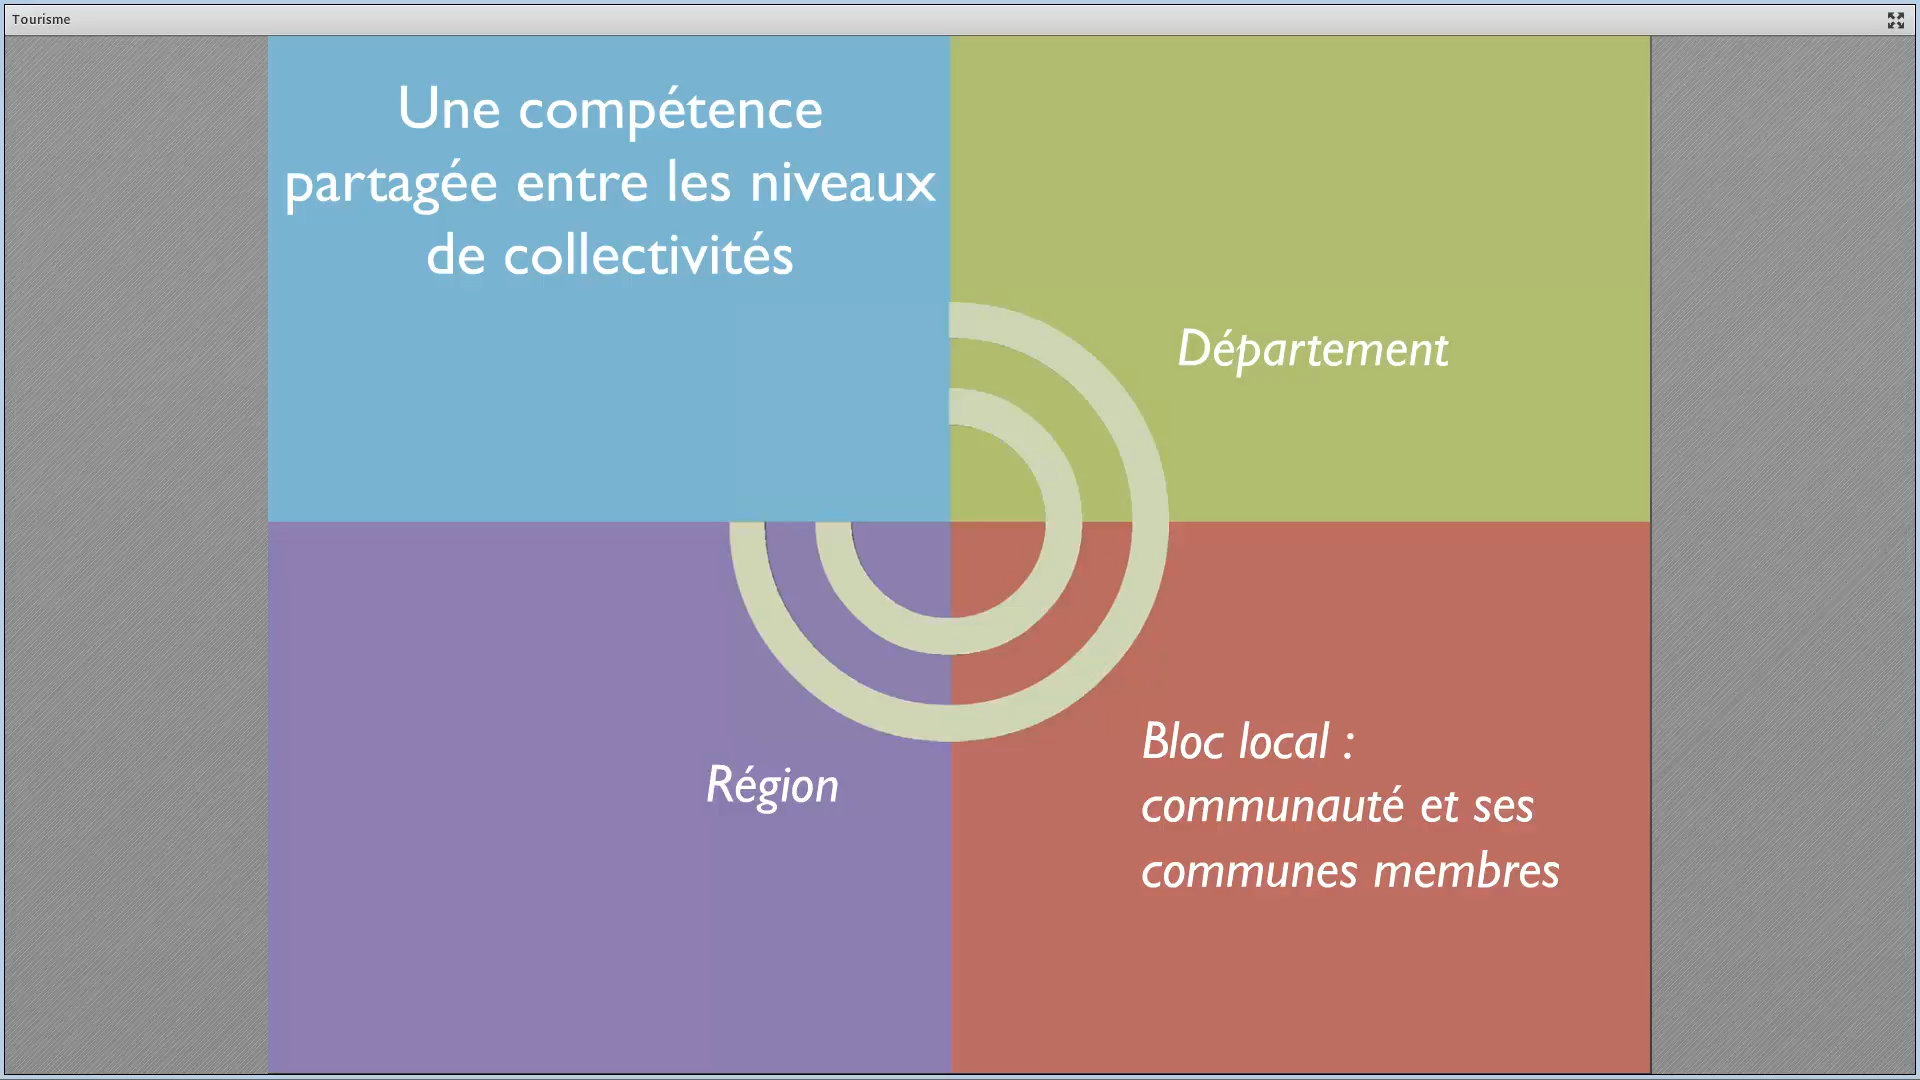 Tourisme
Une compétence
partagée entre les niveaux
de collectivités
Département
Région
Bloc local :
communauté et ses
communes membres